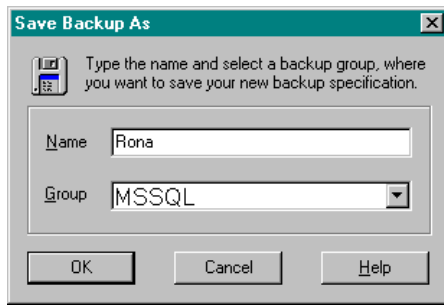 Save Backup As
Type the name and select a backup group, where
you want to save your new backup specification.
Name Rona
Group MSSQL
OK Cancel Help